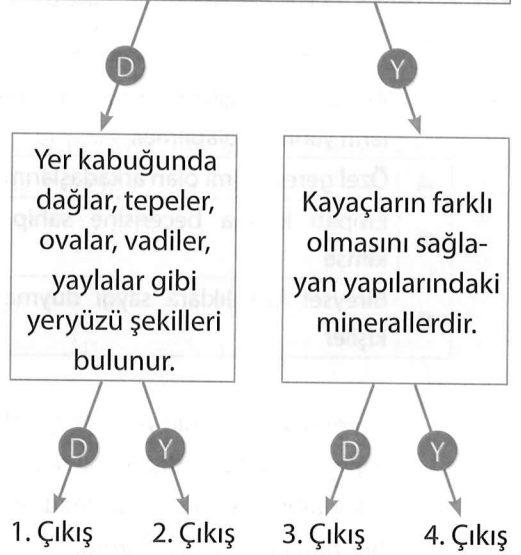 D
Y
Yer kabuğunda
dağlar, tepeler,
ovalar, vadiler,
yaylalar gibi
yeryüzü şekilleri
bulunur.
Kayaçların farklı
olmasını sağla-
yan yapılarındaki
minerallerdir.
D
Y
D
Y
1. Çıkış
2. Çıkış
3. Çıkış
4. Çıkış